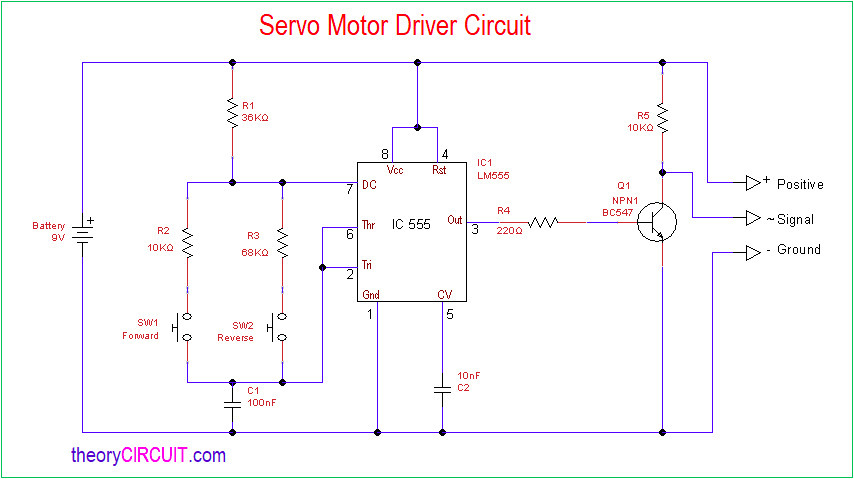 Servo Motor Driver Circuit
R1
36KΩ
R5
10KΩ
8
4
Vcc
Rst
IC1
LM555
7
DC
Q1
NPN1
BC547
+ Positive
Battery
9V
+
R2
10KΩ
R3
68KΩ
Thr
6
IC 555
Out
3
R4
220Ω
~ Signal
Tri
2
- Ground
Gnd
CV
1
5
SW1
Forward
SW2
Reverse
C1
100nF
10nF
C2
theoryCIRCUIT.com